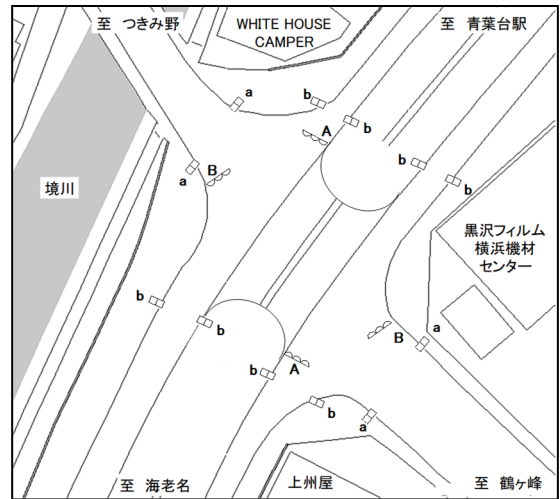 至 つきみ野
WHITE HOUSE
CAMPER
至 青葉台駅
a
b
b
A
b
b
a
B
境川
黒沢フィルム
横浜機材
センター
b
b
B
a
A
b
b
a
至 海老名
上州屋
至 鶴ヶ峰